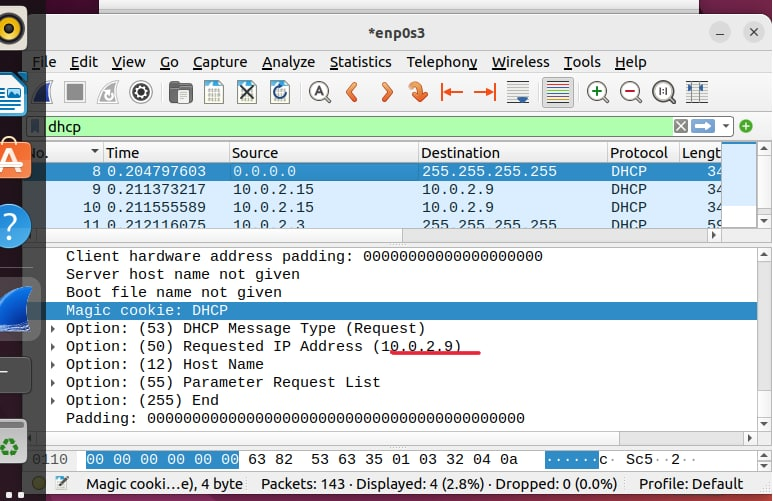 *enp0s3
File Edit View Go Capture Analyze Statistics Telephony Wireless Tools Help
dhcp
No. Time Source Destination Protocol Lengt
8 0.204797603 0.0.0.0 255.255.255.255 DHCP 34
9 0.211373217 10.0.2.15 10.0.2.9 DHCP 34
10 0.211555589 10.0.2.15 10.0.2.9 DHCP 34
11 0.212116075 10.0.2.3 255.255.255.255 DHCP 59
Client hardware address padding: 00000000000000000000
Server host name not given
Boot file name not given
Magic cookie: DHCP
Option: (53) DHCP Message Type (Request)
Option: (50) Requested IP Address (10.0.2.9)
Option: (12) Host Name
Option: (55) Parameter Request List
Option: (255) End
Padding: 000000000000000000000000000000000000000000
0110 00 00 00 00 00 00 63 82 53 63 35 01 03 32 04 0a ······c· Sc5··2··
Magic cooki…e), 4 byte Packets: 143 · Displayed: 4 (2.8%) · Dropped: 0 (0.0%) Profile: Default